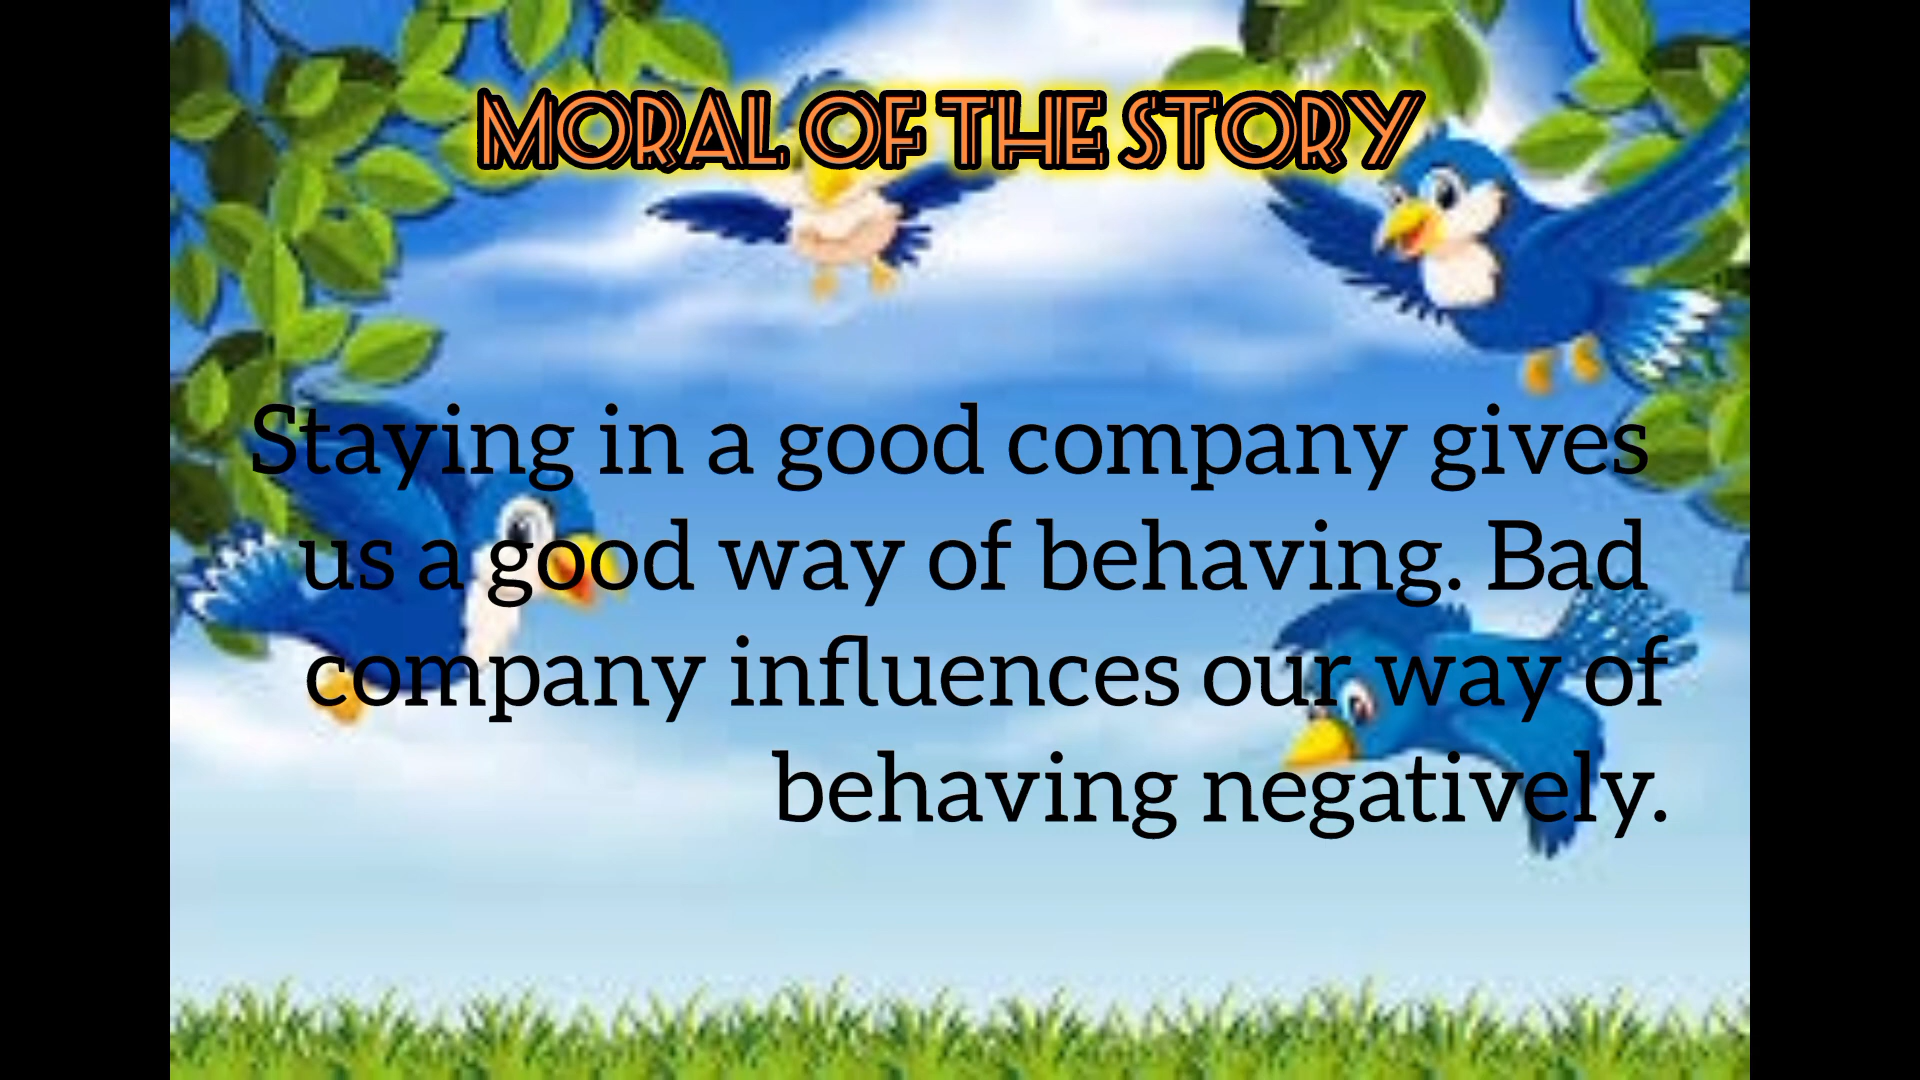 MORAL OF THE STORY
Staying in a good company gives
us a good way of behaving. Bad
company influences our way of
behaving negatively.